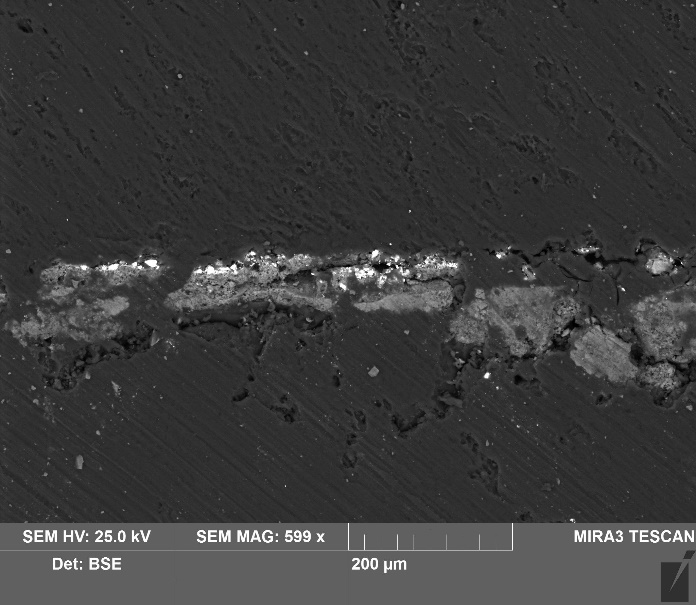 SEM HV: 25.0 kV SEM MAG: 599 x MIRA3 TESCAN
Det: BSE 200 µm